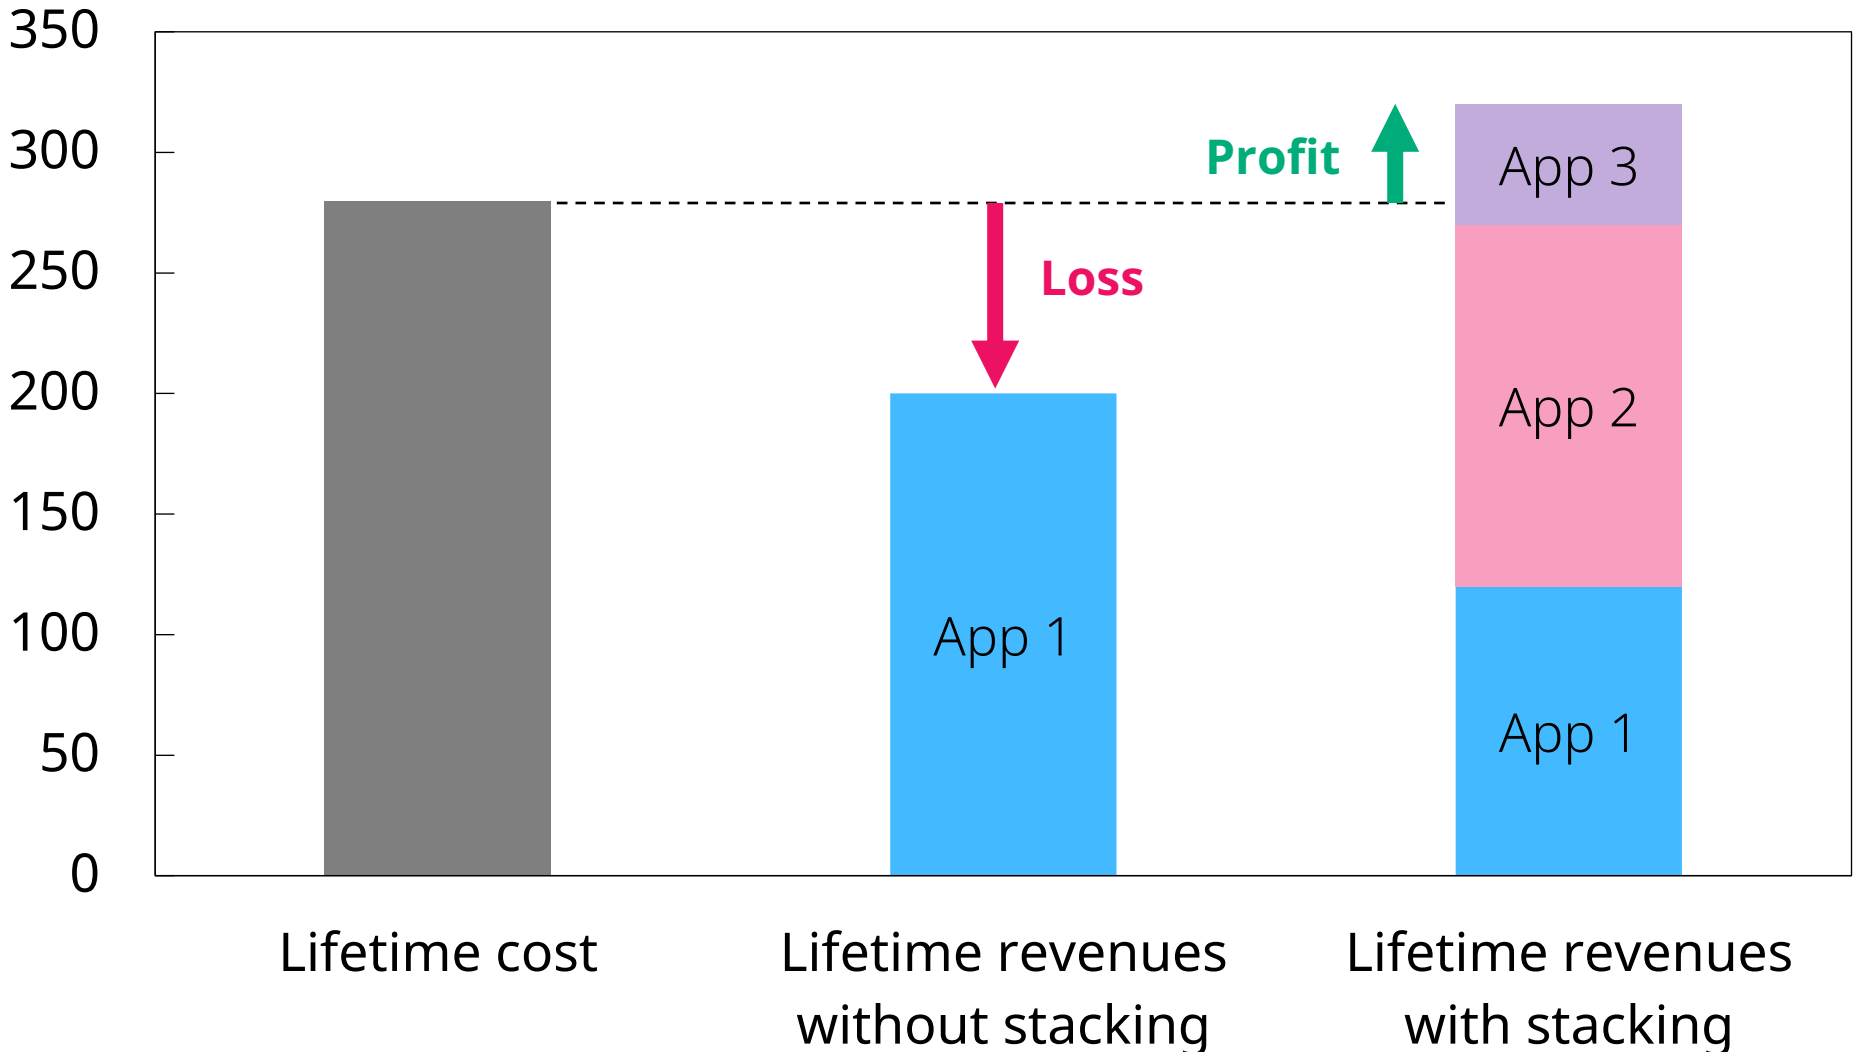 350
300
250
200
150
100
50
0
Profit
Loss
App 1
App 3
App 2
App 1
Lifetime cost
Lifetime revenues
without stacking
Lifetime revenues
with stacking